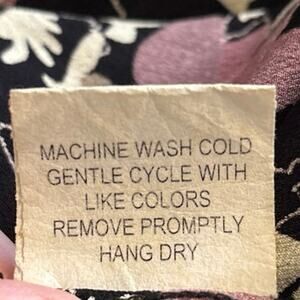 MACHINE WASH COLD
GENTLE CYCLE WITH
LIKE COLORS
REMOVE PROMPTLY
HANG DRY